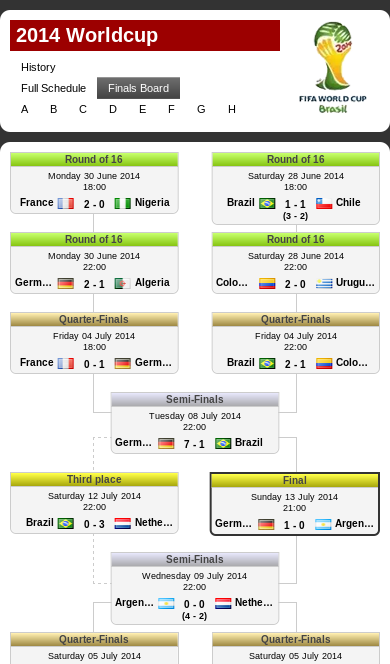 2014 Worldcup
FIFA WORLD CUP
Brasil
History
Full Schedule Finals Board
A B C D E F G H
Round of 16
Monday 30 June 2014
18:00
France 2 - 0 Nigeria
Round of 16
Saturday 28 June 2014
18:00
Brazil 1 - 1 Chile
(3 - 2)
Round of 16
Monday 30 June 2014
22:00
Germ... 2 - 1 Algeria
Round of 16
Saturday 28 June 2014
22:00
Colo... 2 - 0 Urugu...
Quarter-Finals
Friday 04 July 2014
18:00
France 0 - 1 Germ...
Quarter-Finals
Friday 04 July 2014
22:00
Brazil 2 - 1 Colo...
Semi-Finals
Tuesday 08 July 2014
22:00
Germ... 7 - 1 Brazil
Third place
Saturday 12 July 2014
22:00
Brazil 0 - 3 Nethe...
Final
Sunday 13 July 2014
21:00
Germ... 1 - 0 Argen...
Semi-Finals
Wednesday 09 July 2014
22:00
Argen... 0 - 0 Nethe...
(4 - 2)
Quarter-Finals
Saturday 05 July 2014
Quarter-Finals
Saturday 05 July 2014